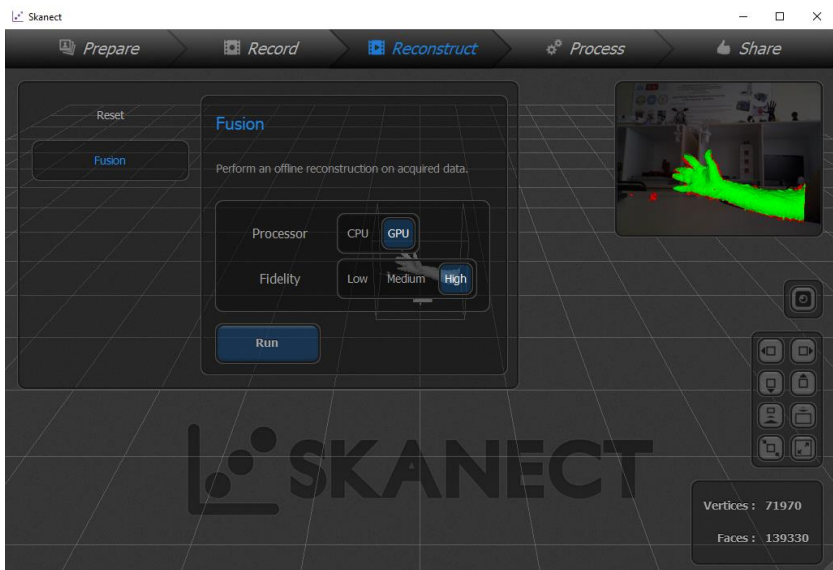 Skanect
Prepare
Record
Reconstruct
Process
Share
Reset
Fusion
Fusion
Perform an offline reconstruction on acquired data.
Processor CPU GPU
Fidelity Low Medium High
Run
SKANECT
Vertices : 71970
Faces : 139330